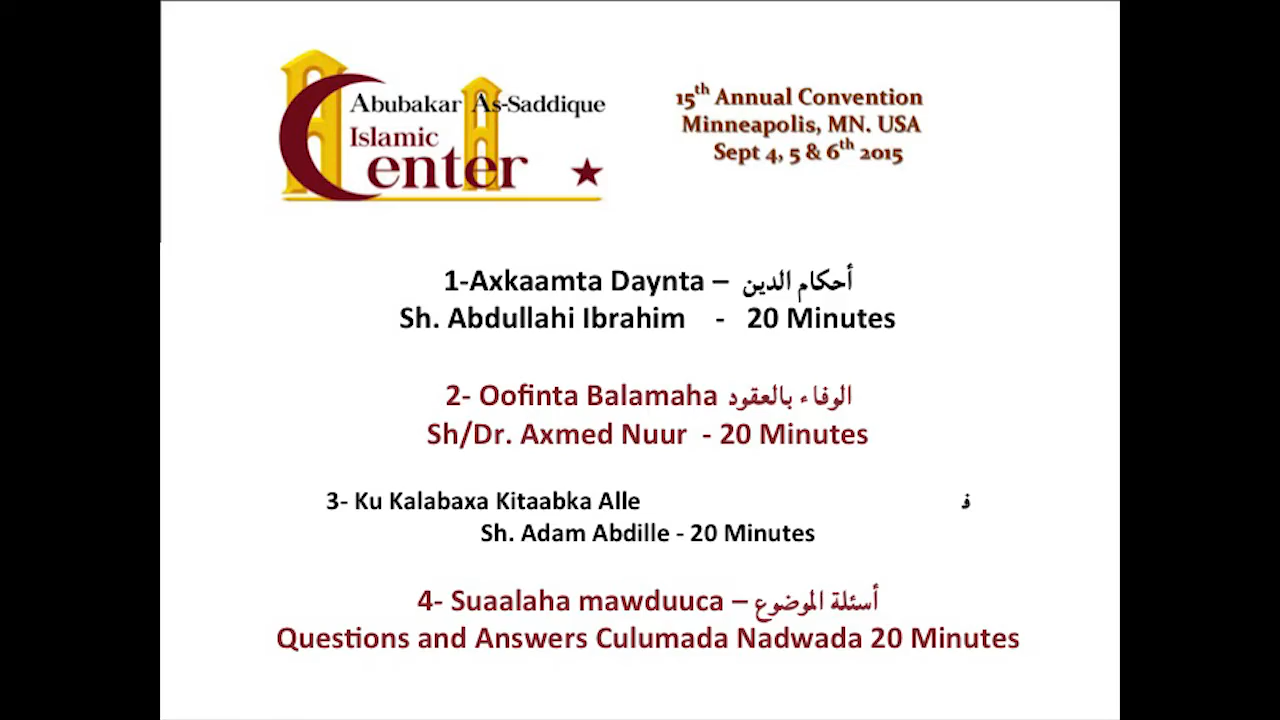 Abubakar As-Saddique
Islamic
Center
15th Annual Convention
Minneapolis, MN. USA
Sept 4, 5 & 6th 2015
1-Axkaamta Daynta – أحكام الدين
Sh. Abdullahi Ibrahim - 20 Minutes
2- Oofinta Balamaha الوفاء بالعقود
Sh/Dr. Axmed Nuur - 20 Minutes
3- Ku Kalabaxa Kitaabka Alle ف
Sh. Adam Abdille - 20 Minutes
4- Suaalaha mawduuca – أسئلة الموضوع
Questions and Answers Culumada Nadwada 20 Minutes